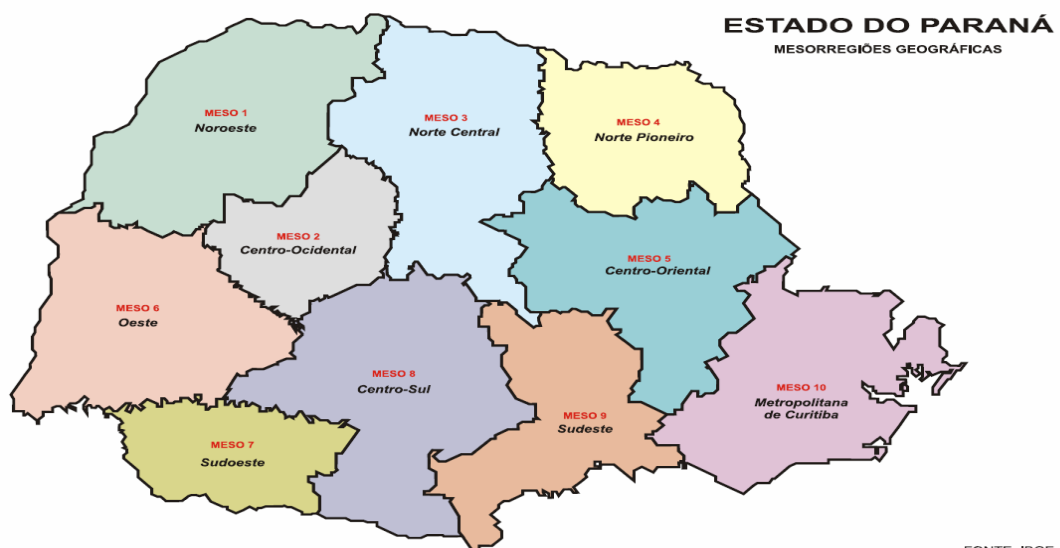 ESTADO DO PARANÁ
MESORREGIÕES GEOGRÁFICAS
MESO 1
Noroeste
MESO 3
Norte Central
MESO 4
Norte Pioneiro
MESO 2
Centro-Ocidental
MESO 5
Centro-Oriental
MESO 6
Oeste
MESO 8
Centro-Sul
MESO 10
Metropolitana
de Curitiba
MESO 9
Sudeste
MESO 7
Sudoeste